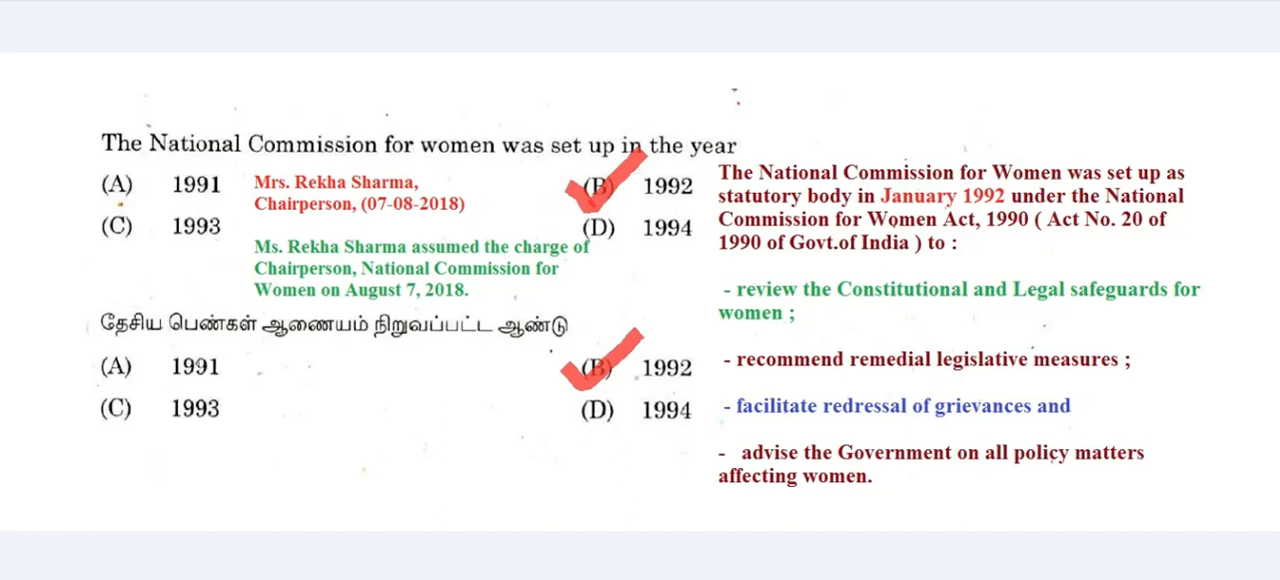 The National Commission for women was set up in the year
(A) 1991
(B) 1992
(C) 1993
(D) 1994
Mrs. Rekha Sharma,
Chairperson, (07-08-2018)
Ms. Rekha Sharma assumed the charge of
Chairperson, National Commission for
Women on August 7, 2018.
தேசிய பெண்கள் ஆணையம் நிறுவப்பட்ட ஆண்டு
(A) 1991
(B) 1992
(C) 1993
(D) 1994
The National Commission for Women was set up as
statutory body in January 1992 under the National
Commission for Women Act, 1990 ( Act No. 20 of
1990 of Govt.of India ) to :
- review the Constitutional and Legal safeguards for
women ;
- recommend remedial legislative measures ;
- facilitate redressal of grievances and
- advise the Government on all policy matters
affecting women.